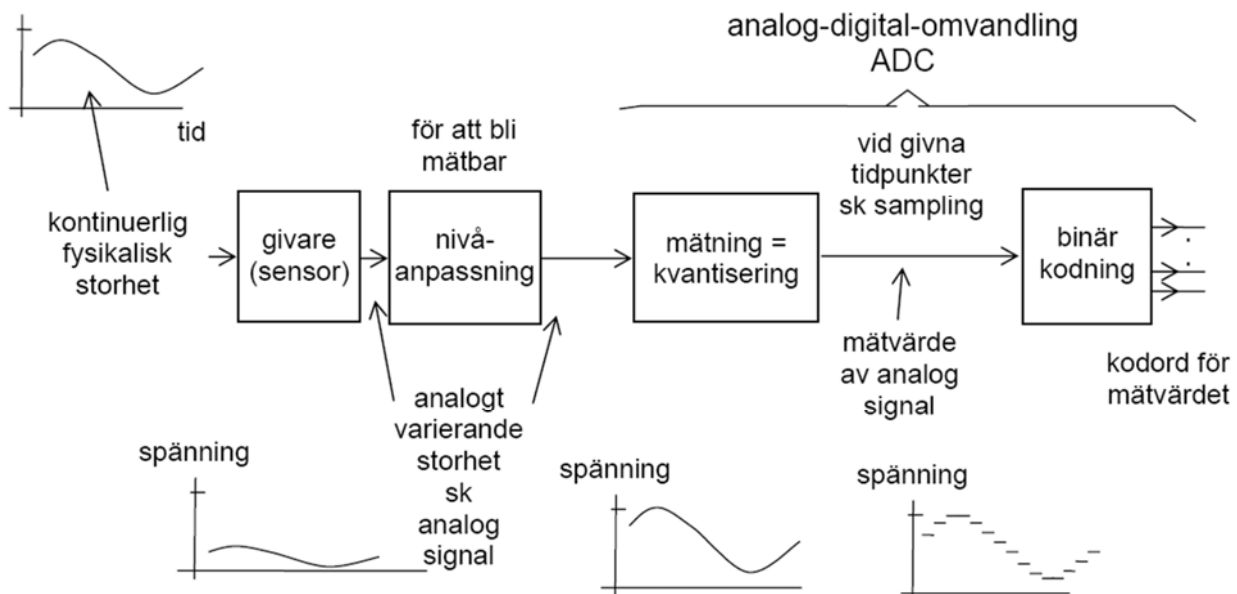 analog-digital-omvandling
ADC
tid
för att bli
mätbar
vid givna
tidpunkter
sk sampling
kontinuerlig
fysikalisk
storhet
givare
(sensor)
nivå-
anpassning
mätning =
kvantisering
binär
kodning
analogt
varierande
storhet
sk
analog
signal
mätvärde
av analog
signal
kodord för
mätvärdet
spänning
spänning
spänning